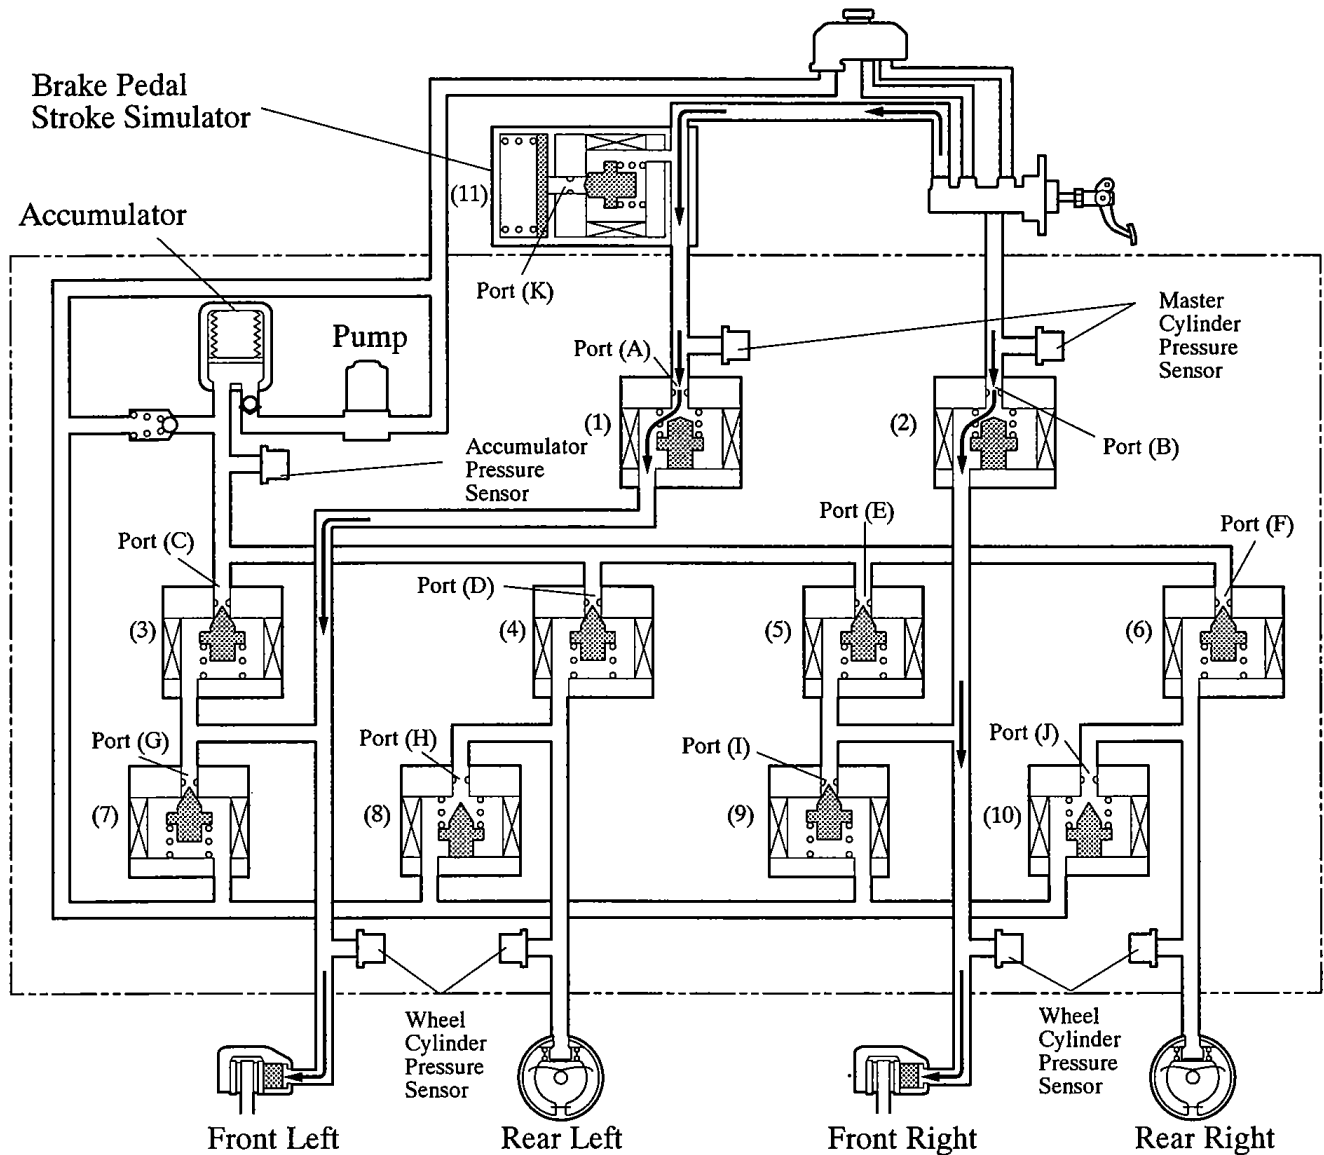 Brake Pedal
Stroke Simulator
(11)
Accumulator
Port (K)
Pump
Port (A)
Master
Cylinder
Pressure
Sensor
(1)
(2)
Port (B)
Accumulator
Pressure
Sensor
Port (C)
Port (D)
Port (E)
Port (F)
(3)
(4)
(5)
(6)
Port (G)
Port (H)
Port (I)
Port (J)
(7)
(8)
(9)
(10)
Wheel
Cylinder
Pressure
Sensor
Wheel
Cylinder
Pressure
Sensor
Front Left
Rear Left
Front Right
Rear Right